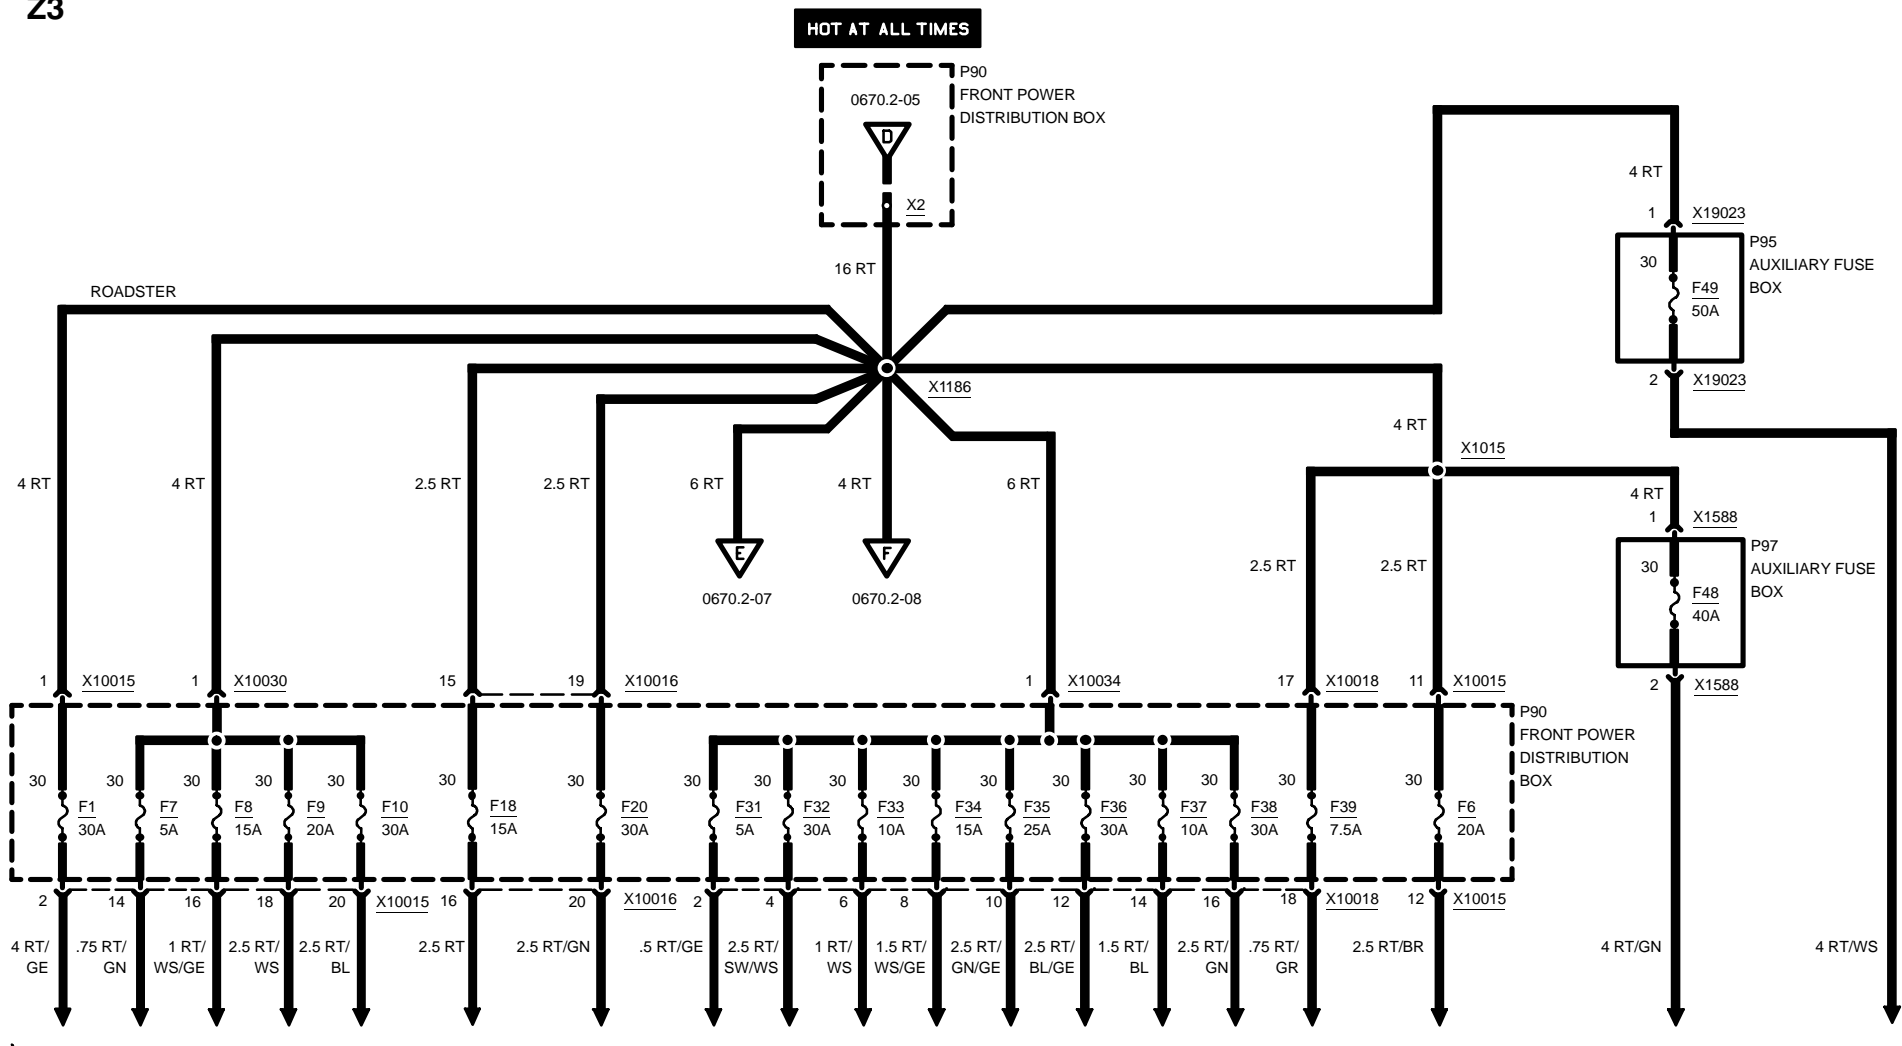 Z3
HOT AT ALL TIMES
P90
FRONT POWER
DISTRIBUTION BOX
0670.2-05
D
X2
16 RT
ROADSTER
4 RT
1 X19023
P95
AUXILIARY FUSE
BOX
30
F49
50A
2 X19023
X1186
4 RT
X1015
4 RT
4 RT
2.5 RT
2.5 RT
6 RT
4 RT
6 RT
4 RT
1 X1588
P97
AUXILIARY FUSE
BOX
30
F48
40A
2 X1588
E
F
0670.2-07
0670.2-08
2.5 RT
2.5 RT
1 X10015
1 X10030
15
19 X10016
1 X10034
17 X10018
11 X10015
P90
FRONT POWER
DISTRIBUTION
BOX
30 30 30 30 30 30 30 30 30 30 30 30 30 30 30 30 30
F1 F7 F8 F9 F10 F18 F20 F31 F32 F33 F34 F35 F36 F37 F38 F39 F6
30A 5A 15A 20A 30A 15A 30A 5A 30A 10A 15A 25A 30A 10A 30A 7.5A 20A
2 14 16 18 20 X10015 16 20 X10016 2 4 6 8 10 12 14 16 18 X10018 12 X10015
4 RT/
GE
.75 RT/
GN
1 RT/
WS/GE
2.5 RT/
WS
2.5 RT/
BL
2.5 RT
2.5 RT/GN
.5 RT/GE
2.5 RT/
SW/WS
1 RT/
WS
1.5 RT/
WS/GE
2.5 RT/
GN/GE
2.5 RT/
BL/GE
1.5 RT/
BL
2.5 RT/
GN
.75 RT/
GR
2.5 RT/BR
4 RT/GN
4 RT/WS